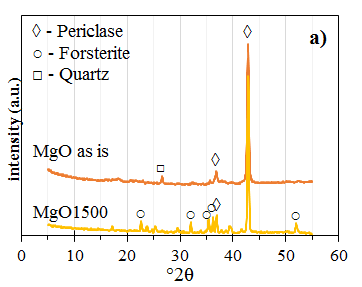 ◊ - Periclase
○ - Forsterite
□ - Quartz
a)
intensity (a.u.)
MgO as is
MgO1500
0 10 20 30 40 50 60
°2θ